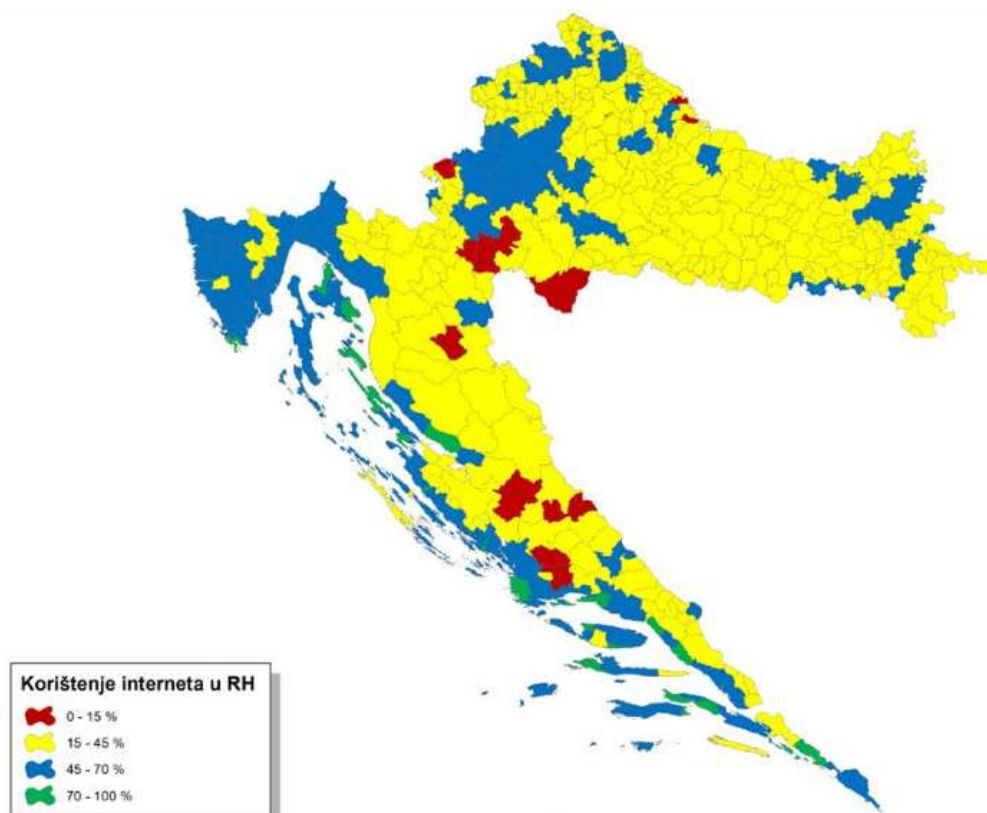 Korištenje interneta u RH
0 - 15 %
15 - 45 %
45 - 70 %
70 - 100 %